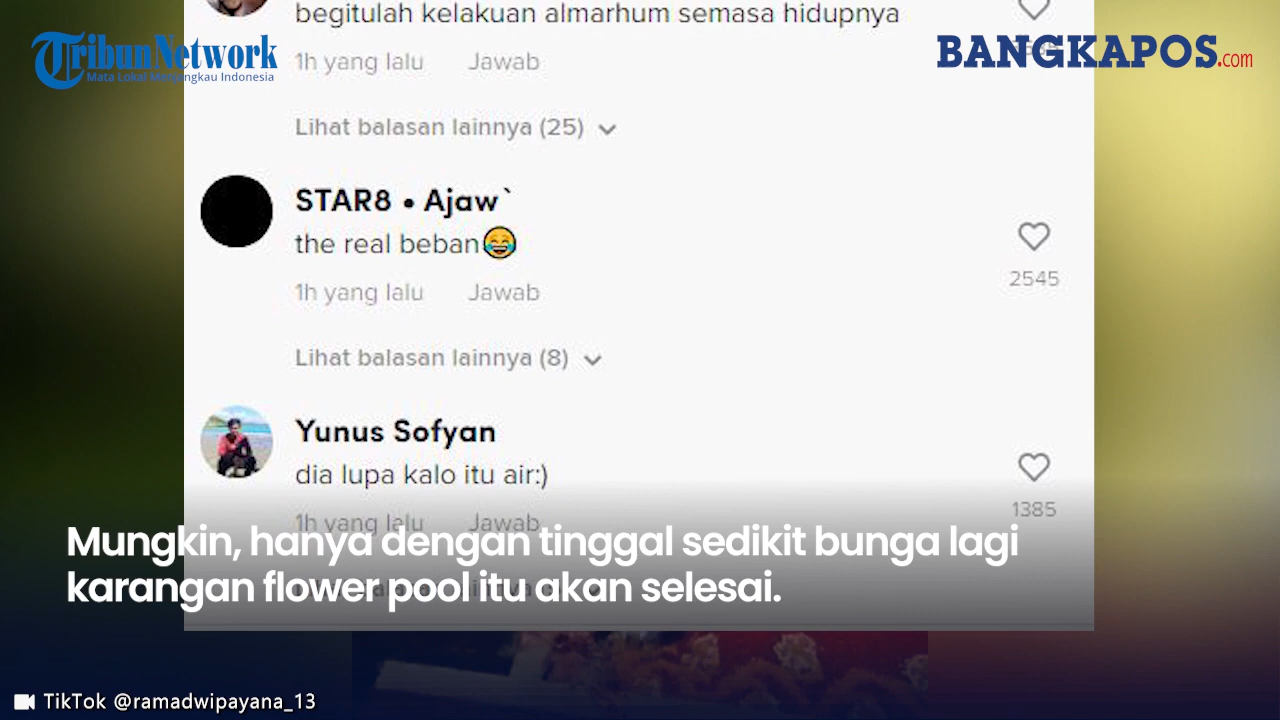 begitulah kelakuan almarhum semasa hidupnya
TribunNetwork
Mata Lokal Menjangkau Indonesia
BANGKAPOS.com
1h yang lalu Jawab
Lihat balasan lainnya (25)
STAR8 • Ajaw`
the real beban😂
2545
1h yang lalu Jawab
Lihat balasan lainnya (8)
Yunus Sofyan
dia lupa kalo itu air:)
1385
1h yang lalu Jawab
Mungkin, hanya dengan tinggal sedikit bunga lagi
karangan flower pool itu akan selesai.
TikTok @ramadwipayana_13